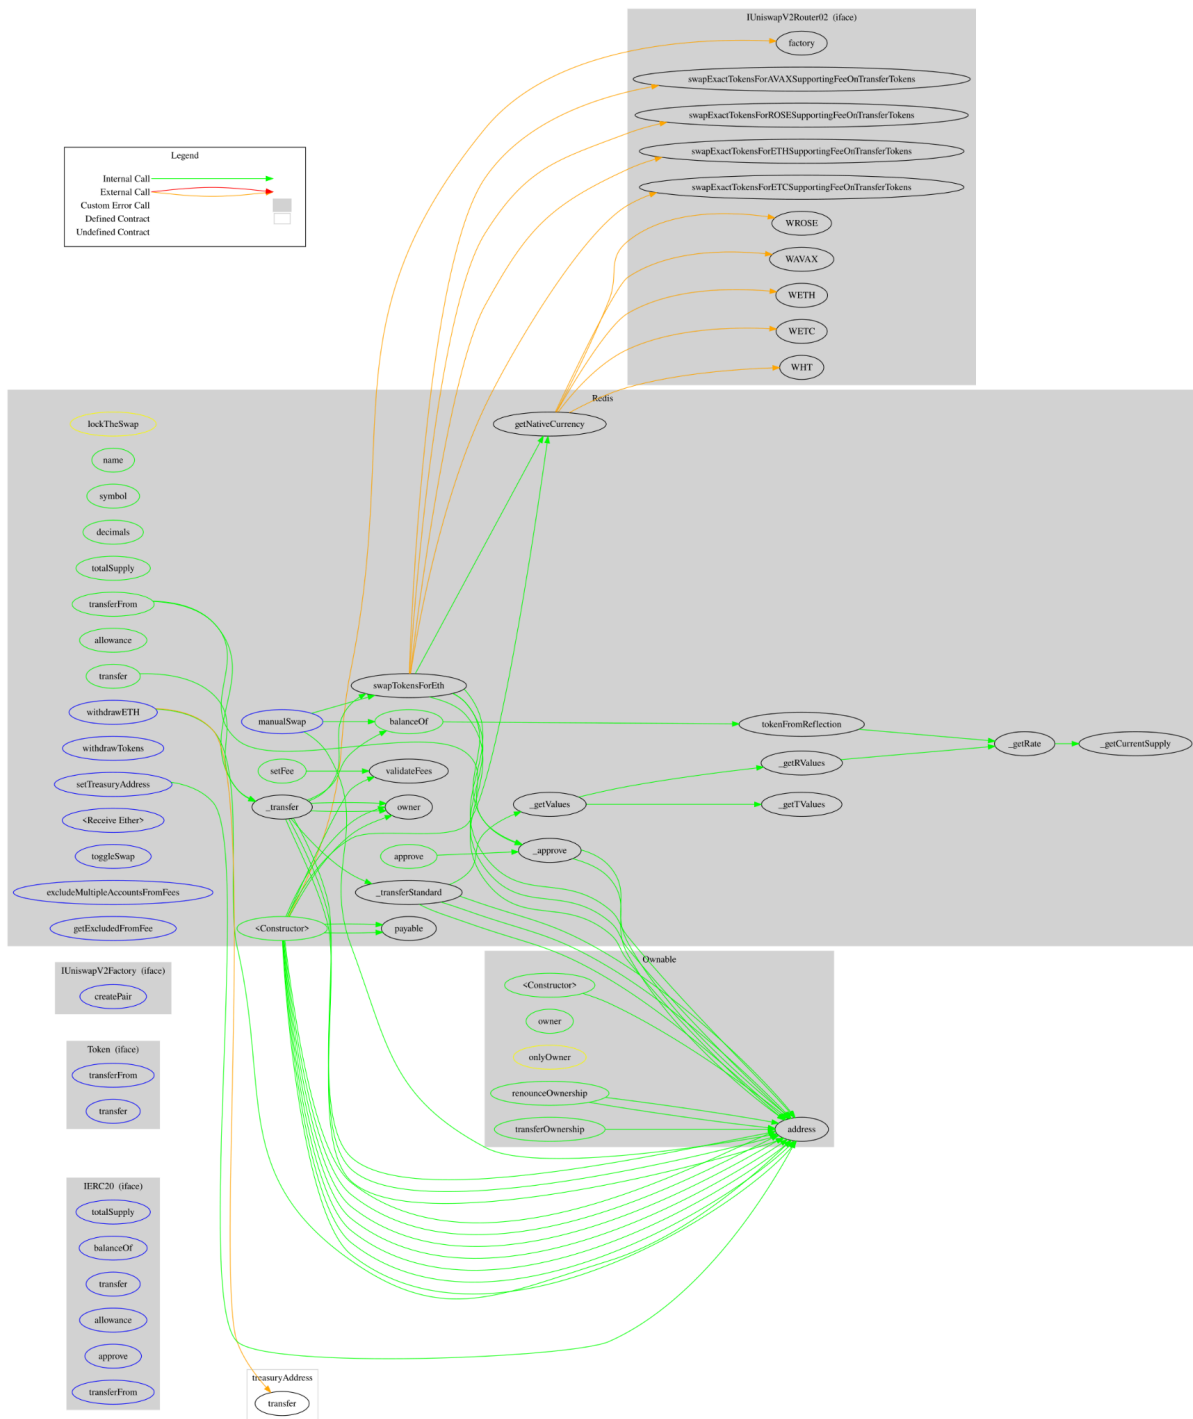 IUniswapV2Router02 (iface)
factory
swapExactTokensForAVAXSupportingFeeOnTransferTokens
swapExactTokensForROSESupportingFeeOnTransferTokens
swapExactTokensForETHSupportingFeeOnTransferTokens
swapExactTokensForETCSupportingFeeOnTransferTokens
WROSE
WAVAX
WETH
WETC
WHT
Legend
Internal Call
External Call
Custom Error Call
Defined Contract
Undefined Contract
Redis
lockTheSwap
name
symbol
decimals
totalSupply
transferFrom
allowance
transfer
withdrawETH
withdrawTokens
setTreasuryAddress
<Receive Ether>
toggleSwap
excludeMultipleAccountsFromFees
getExcludedFromFee
manualSwap
setFee
_transfer
<Constructor>
swapTokensForEth
balanceOf
validateFees
owner
approve
_transferStandard
payable
getNativeCurrency
_getValues
_approve
tokenFromReflection
_getRValues
_getTValues
_getRate
_getCurrentSupply
Ownable
<Constructor>
owner
onlyOwner
renounceOwnership
transferOwnership
address
IUniswapV2Factory (iface)
createPair
Token (iface)
transferFrom
transfer
IERC20 (iface)
totalSupply
balanceOf
transfer
allowance
approve
transferFrom
treasuryAddress
transfer